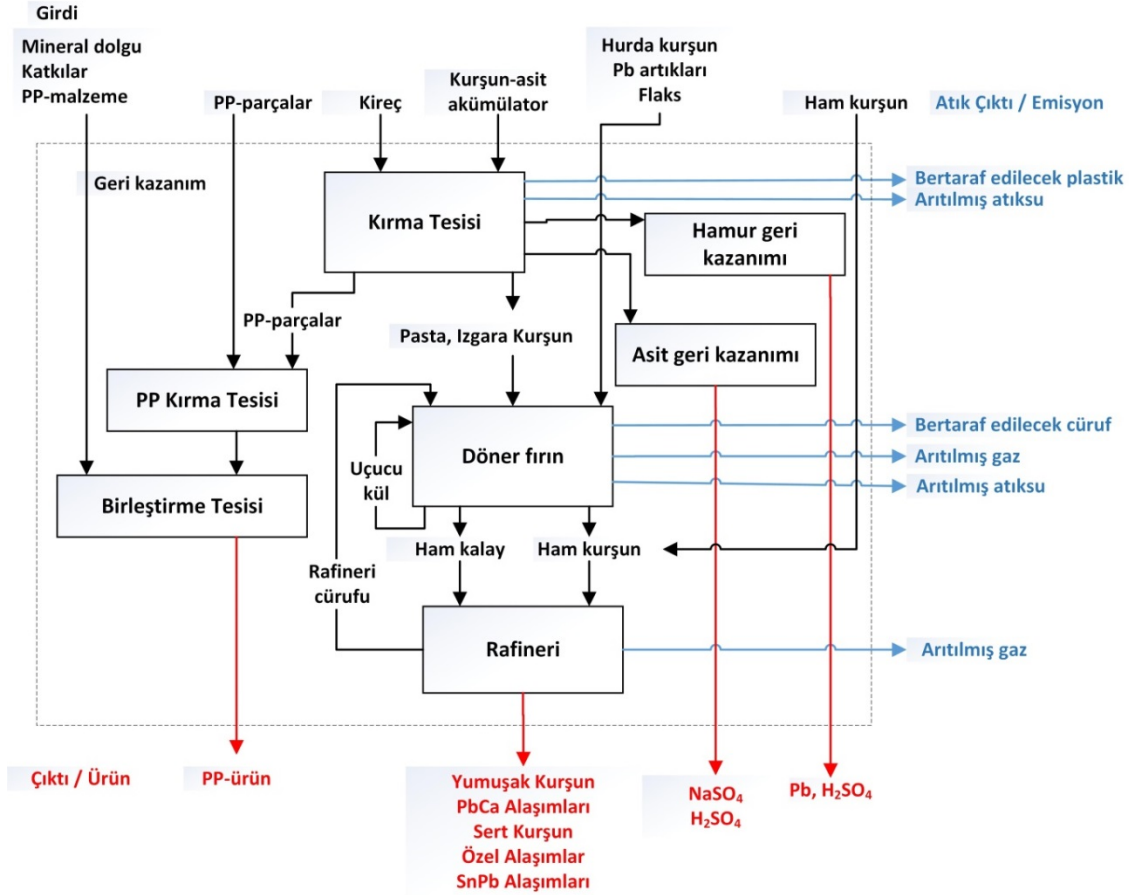 Girdi
Mineral dolgu
Katkılar
PP-malzeme
PP-parçalar
Kireç
Kurşun-asit
akümülator
Hurda kurşun
Pb artıkları
Flaks
Ham kurşun
Atık Çıktı / Emisyon
Geri kazanım
Kırma Tesisi
Bertaraf edilecek plastik
Arıtılmış atıksu
Hamur geri
kazanımı
PP-parçalar
Pasta, Izgara Kurşun
Asit geri kazanımı
PP Kırma Tesisi
Döner fırın
Bertaraf edilecek cüruf
Arıtılmış gaz
Arıtılmış atıksu
Uçucu
kül
Birleştirme Tesisi
Ham kalay
Ham kurşun
Rafineri
cürufu
Rafineri
Arıtılmış gaz
Çıktı / Ürün
PP-ürün
Yumuşak Kurşun
PbCa Alaşımları
Sert Kurşun
Özel Alaşımlar
SnPb Alaşımları
NaSO₄
H₂SO₄
Pb, H₂SO₄